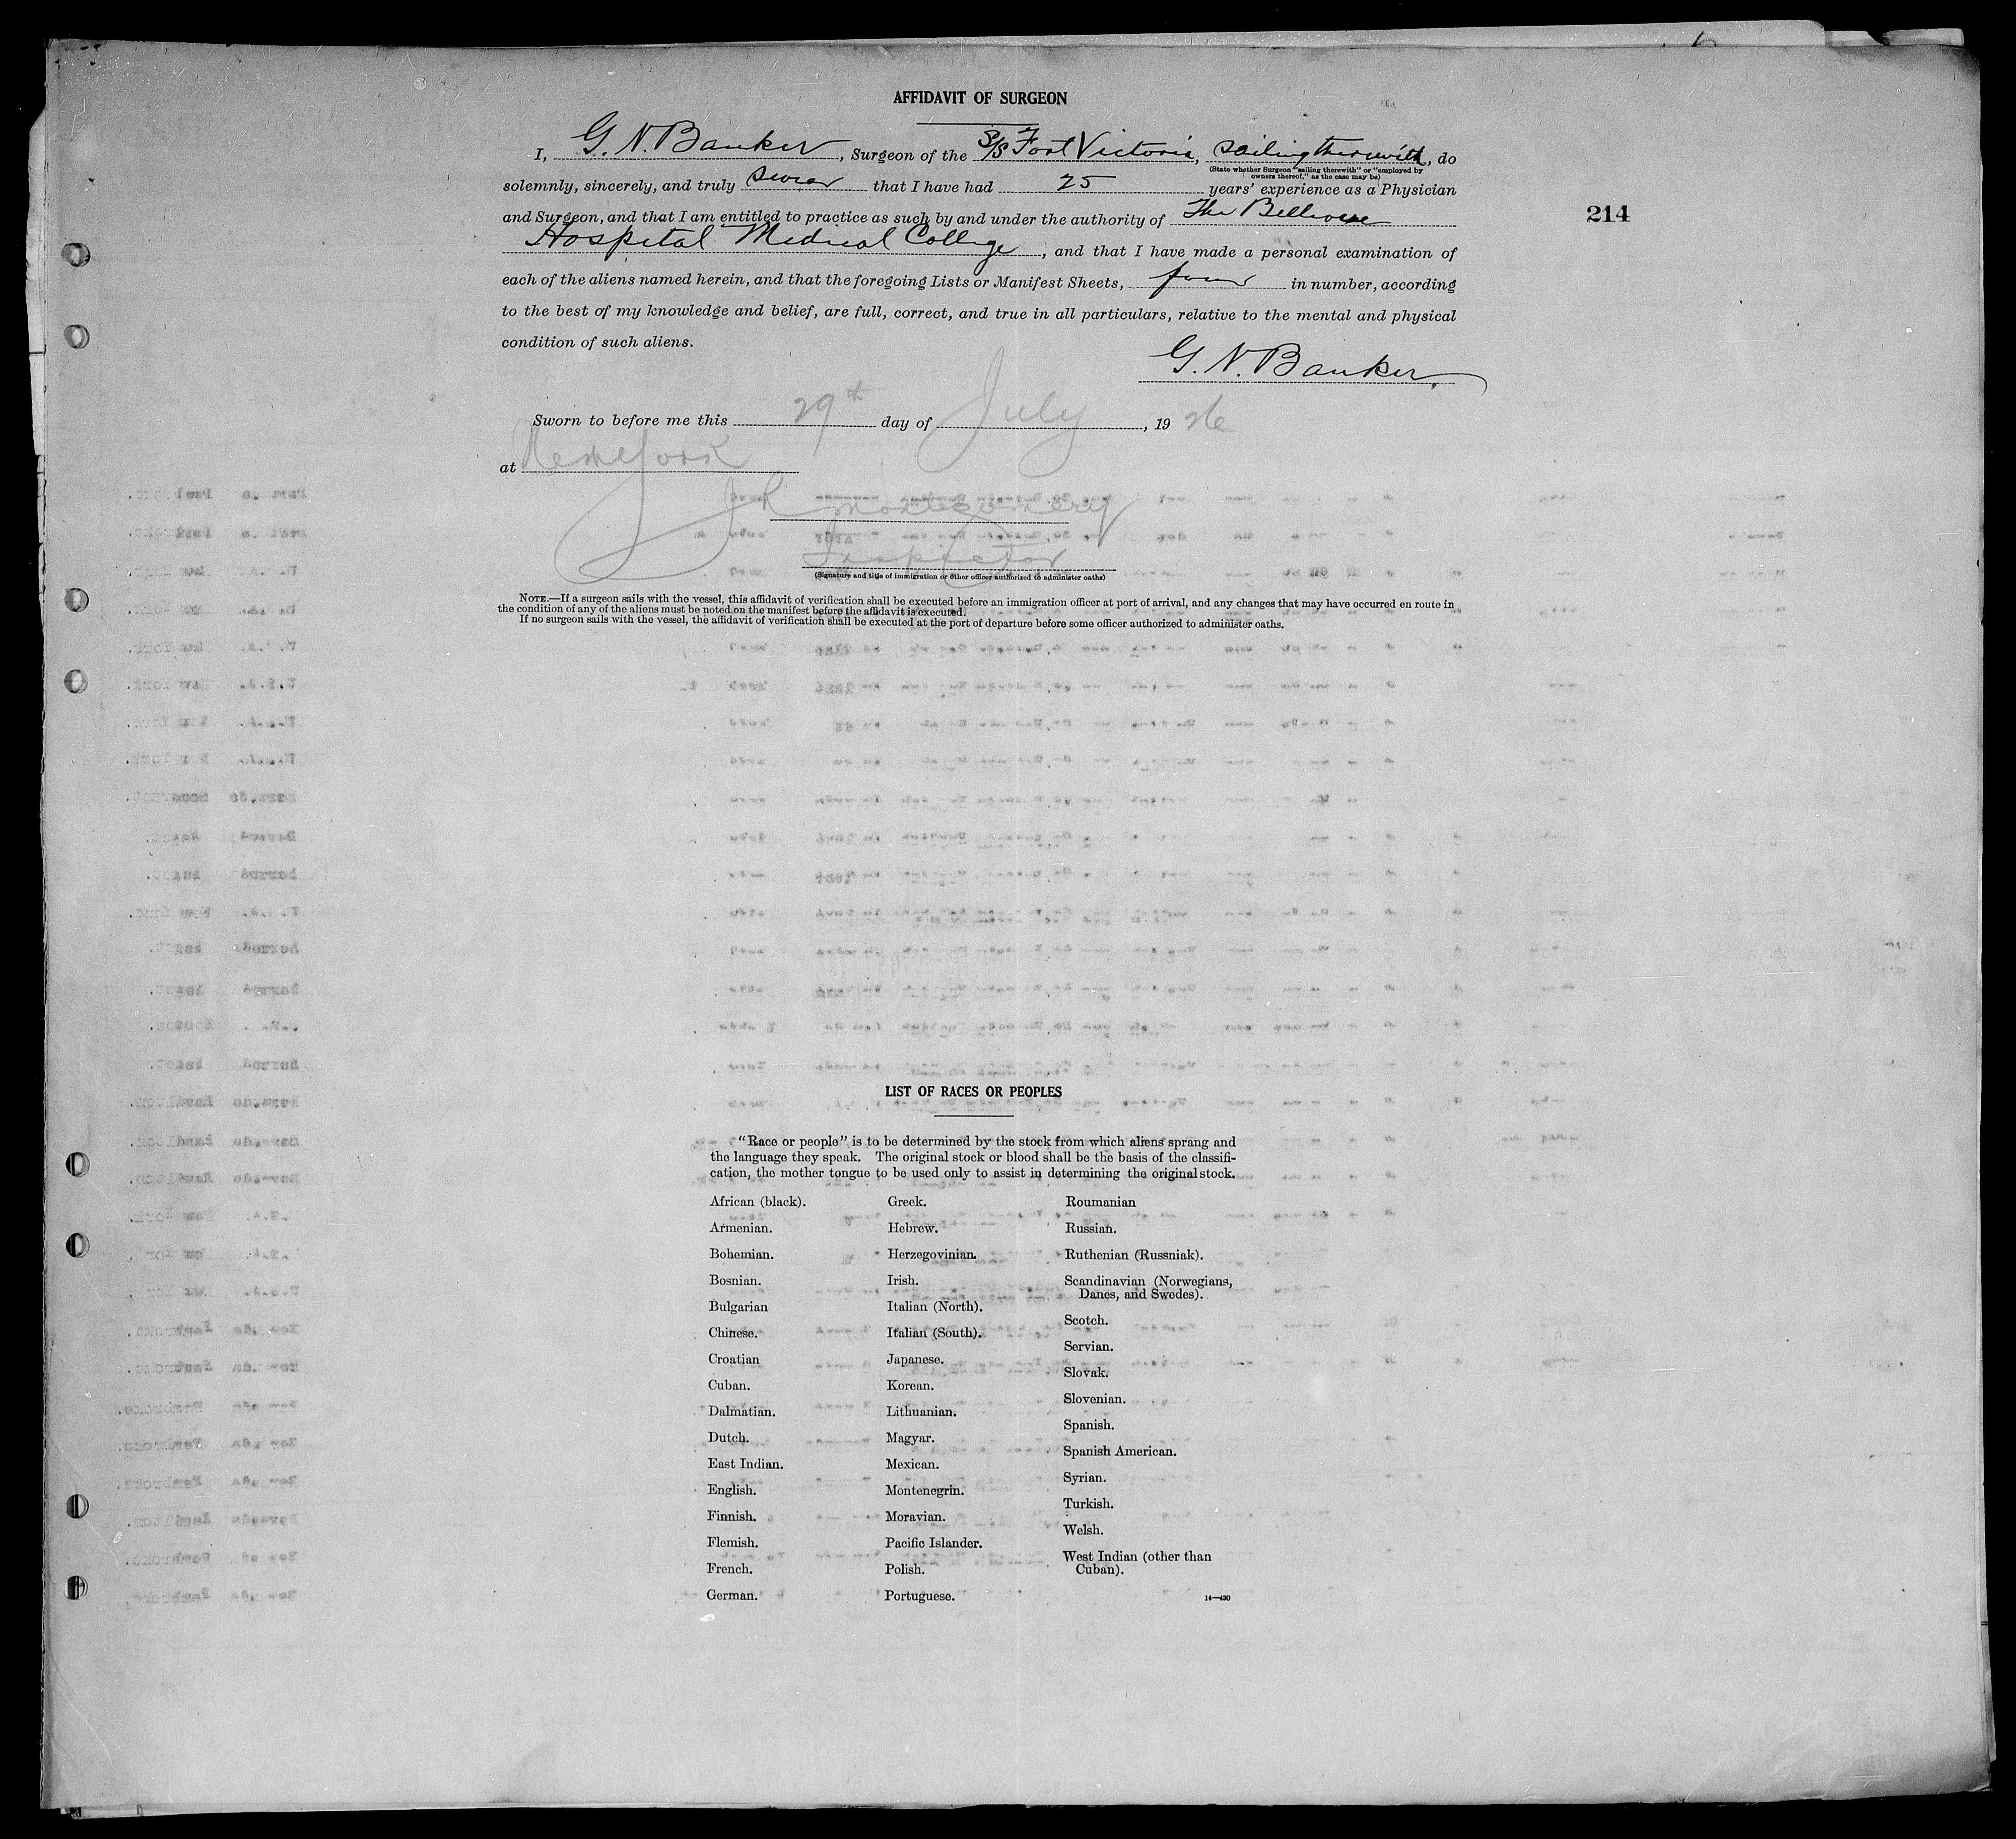 AFFIDAVIT OF SURGEON
I, G. N. Banker, Surgeon of the S/S Fort Victoria, sailing therewith, do
(State whether Surgeon "sailing therewith" or "employed by
owners thereof," as the case may be)
solemnly, sincerely, and truly swear that I have had 25 years' experience as a Physician
and Surgeon, and that I am entitled to practice as such by and under the authority of The Bellevue
214
Hospital Medical College, and that I have made a personal examination of
each of the aliens named herein, and that the foregoing Lists or Manifest Sheets, four in number, according
to the best of my knowledge and belief, are full, correct, and true in all particulars, relative to the mental and physical
condition of such aliens.
G. N. Banker.
Sworn to before me this 29th day of July, 1926
at New York
J R Montgomery
Inspector
(Signature and title of immigration or other officer authorized to administer oaths)
NOTE.—If a surgeon sails with the vessel, this affidavit of verification shall be executed before an immigration officer at port of arrival, and any changes that may have occurred en route in
the condition of any of the aliens must be noted on the manifest before the affidavit is executed.
If no surgeon sails with the vessel, the affidavit of verification shall be executed at the port of departure before some officer authorized to administer oaths.
LIST OF RACES OR PEOPLES
"Race or people" is to be determined by the stock from which aliens sprang and
the language they speak. The original stock or blood shall be the basis of the classifi-
cation, the mother tongue to be used only to assist in determining the original stock.
African (black).
Armenian.
Bohemian.
Bosnian.
Bulgarian
Chinese.
Croatian
Cuban.
Dalmatian.
Dutch.
East Indian.
English.
Finnish.
Flemish.
French.
German.
Greek.
Hebrew.
Herzegovinian.
Irish.
Italian (North).
Italian (South).
Japanese.
Korean.
Lithuanian.
Magyar.
Mexican.
Montenegrin.
Moravian.
Pacific Islander.
Polish.
Portuguese.
Roumanian
Russian.
Ruthenian (Russniak).
Scandinavian (Norwegians,
Danes, and Swedes).
Scotch.
Servian.
Slovak.
Slovenian.
Spanish.
Spanish American.
Syrian.
Turkish.
Welsh.
West Indian (other than
Cuban).
14—430